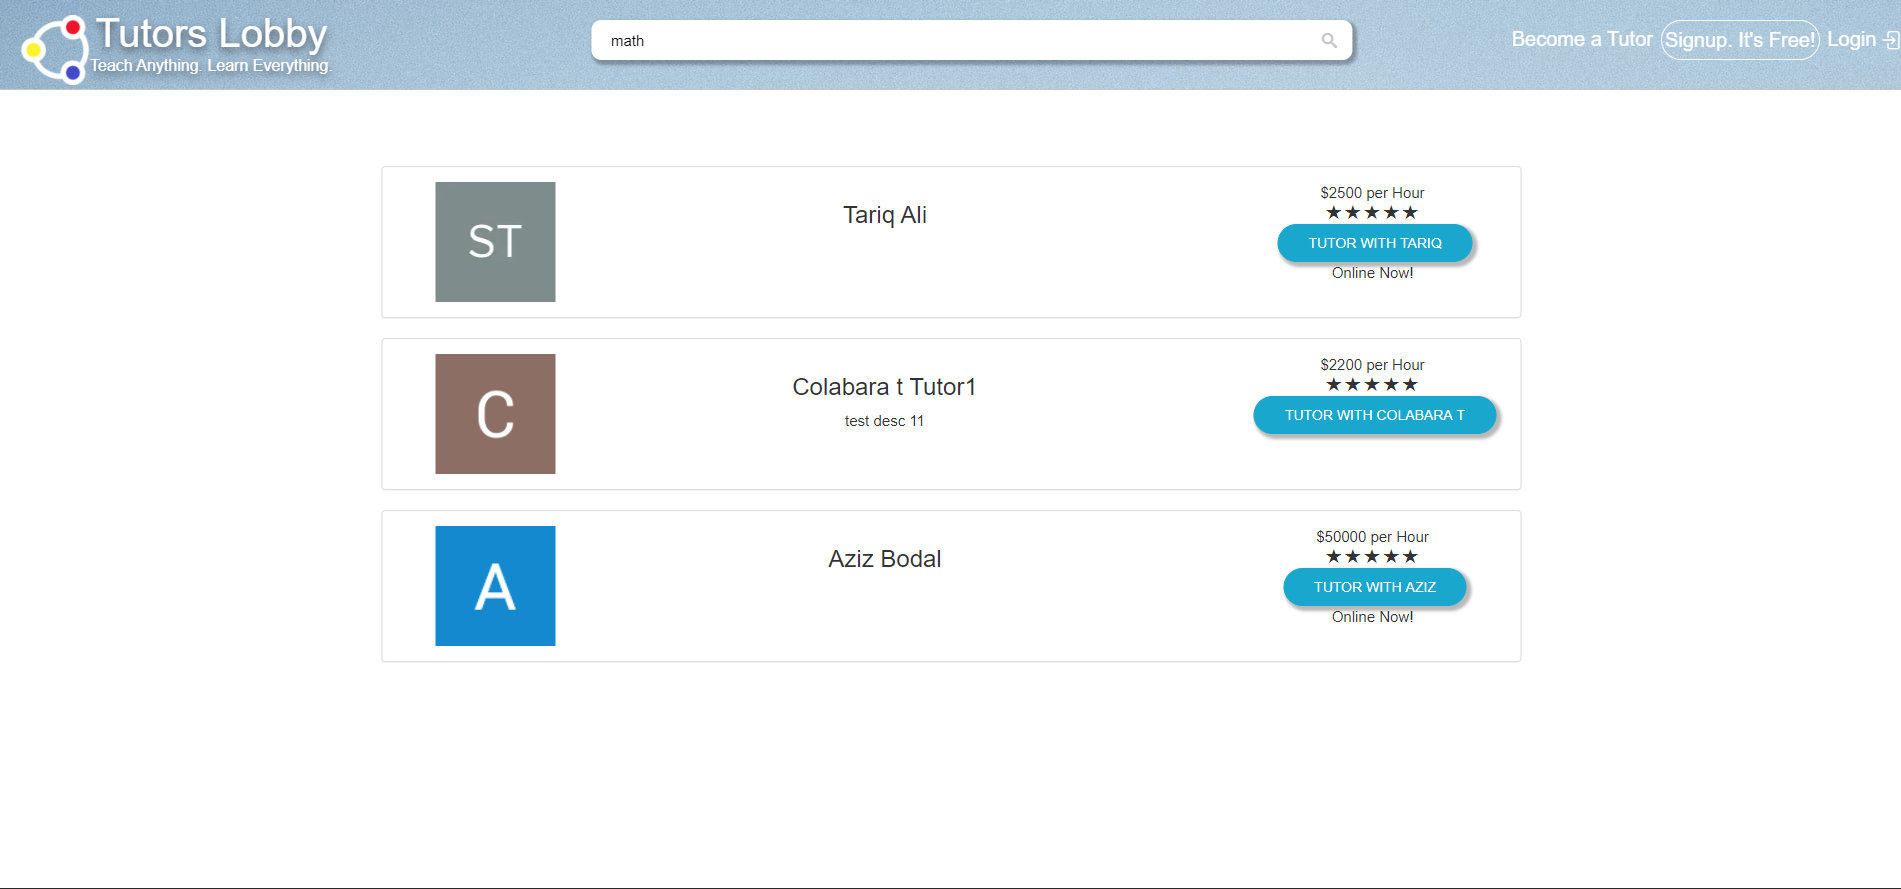 Tutors Lobby
Teach Anything. Learn Everything.
math
Become a Tutor
Signup. It's Free!
Login
ST
Tariq Ali
$2500 per Hour
★★★★★
TUTOR WITH TARIQ
Online Now!
C
Colabara t Tutor1
test desc 11
$2200 per Hour
★★★★★
TUTOR WITH COLABARA T
A
Aziz Bodal
$50000 per Hour
★★★★★
TUTOR WITH AZIZ
Online Now!